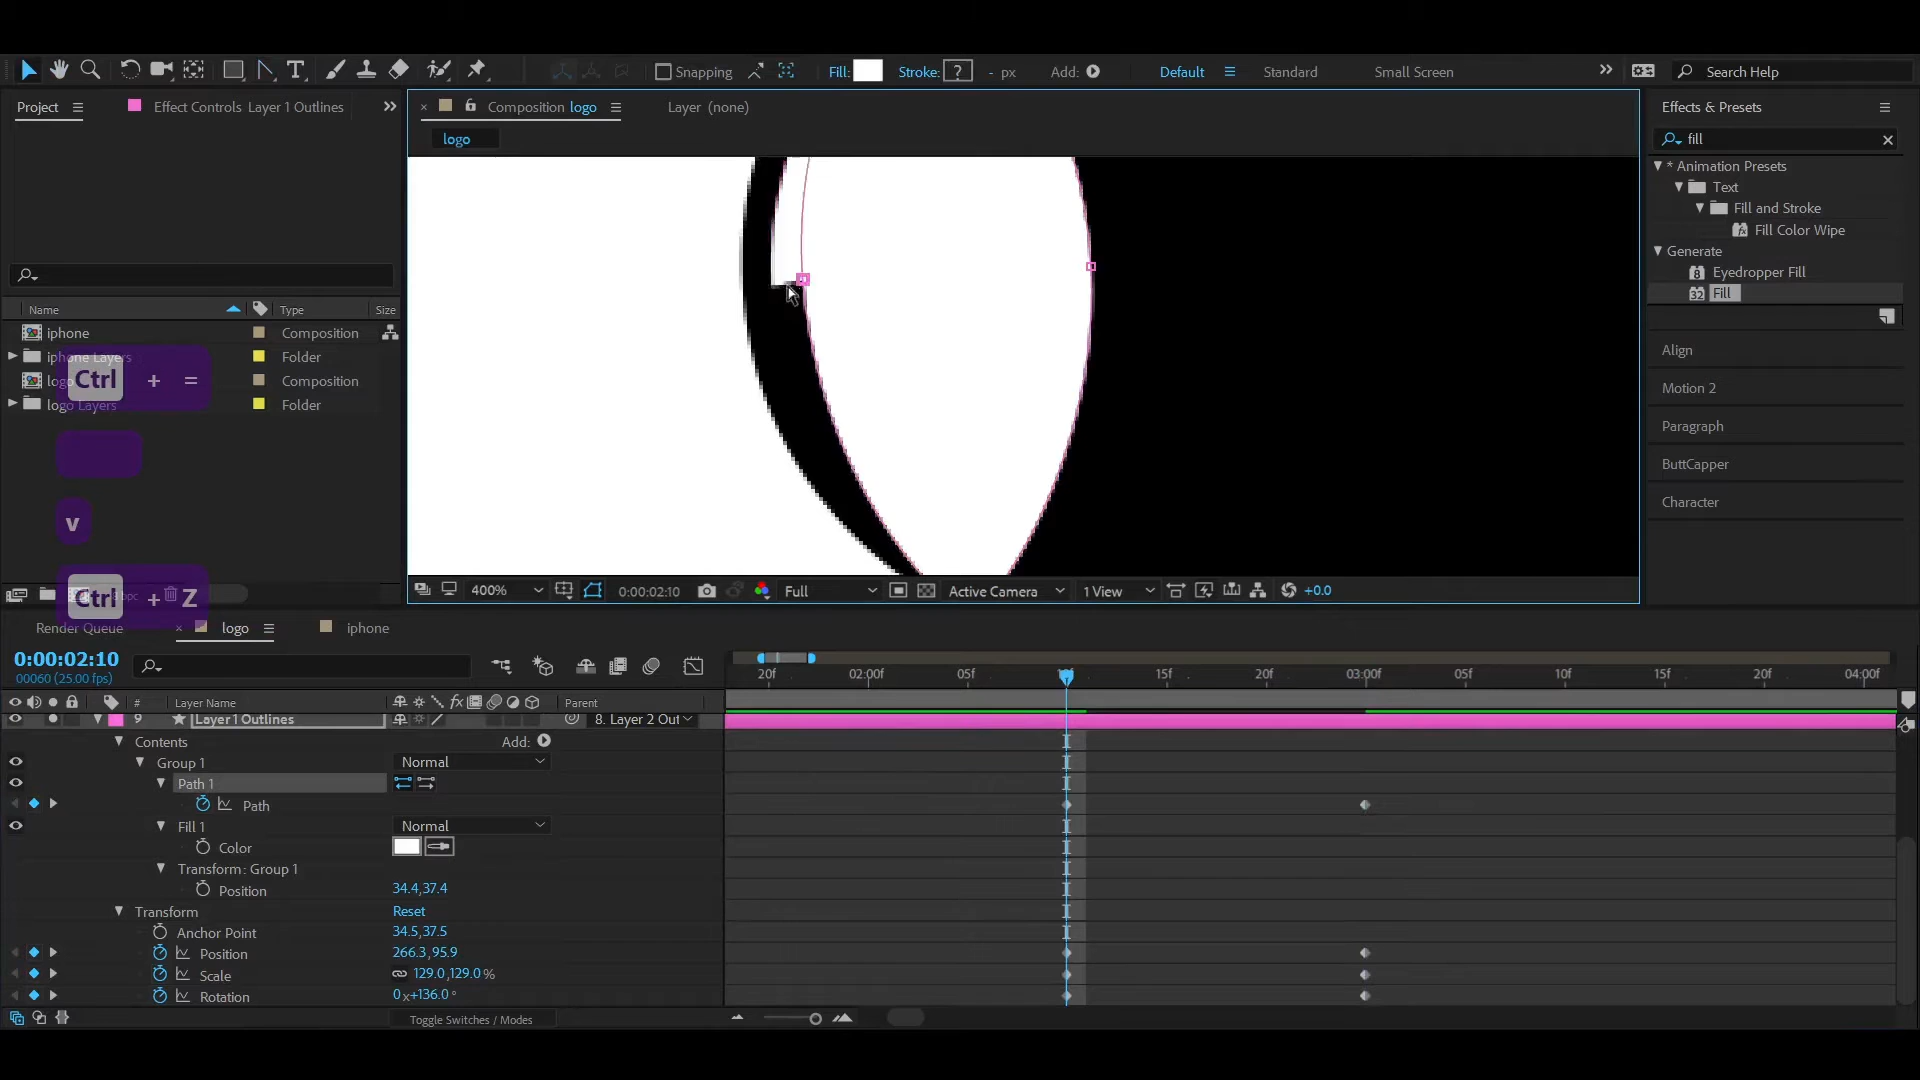 Snapping
Fill:
Stroke: ?
- px
Add:
Default
Standard
Small Screen
Search Help
Project
Effect Controls Layer 1 Outlines
Composition logo
Layer (none)
Effects & Presets
logo
fill
* Animation Presets
Text
Fill and Stroke
Fill Color Wipe
Generate
Eyedropper Fill
Fill
Name
Type
Size
iphone
Composition
iphone Layers
Folder
logo
Composition
logo Layers
Folder
Ctrl + =
v
Ctrl + Z
Align
Motion 2
Paragraph
ButtCapper
Character
bpc
400%
0:00:02:10
Full
Active Camera
1 View
+0.0
Render Queue
logo
iphone
0:00:02:10
00060 (25.00 fps)
20f
02:00f
05f
15f
20f
03:00f
05f
10f
15f
20f
04:00f
#
Layer Name
Parent
9
Layer 1 Outlines
8. Layer 2 Out
Contents
Add:
Group 1
Normal
Path 1
Path
Fill 1
Normal
Color
Transform: Group 1
Position
34.4,37.4
Transform
Reset
Anchor Point
34.5,37.5
Position
266.3,95.9
Scale
129.0,129.0 %
Rotation
0x+136.0 °
Toggle Switches / Modes